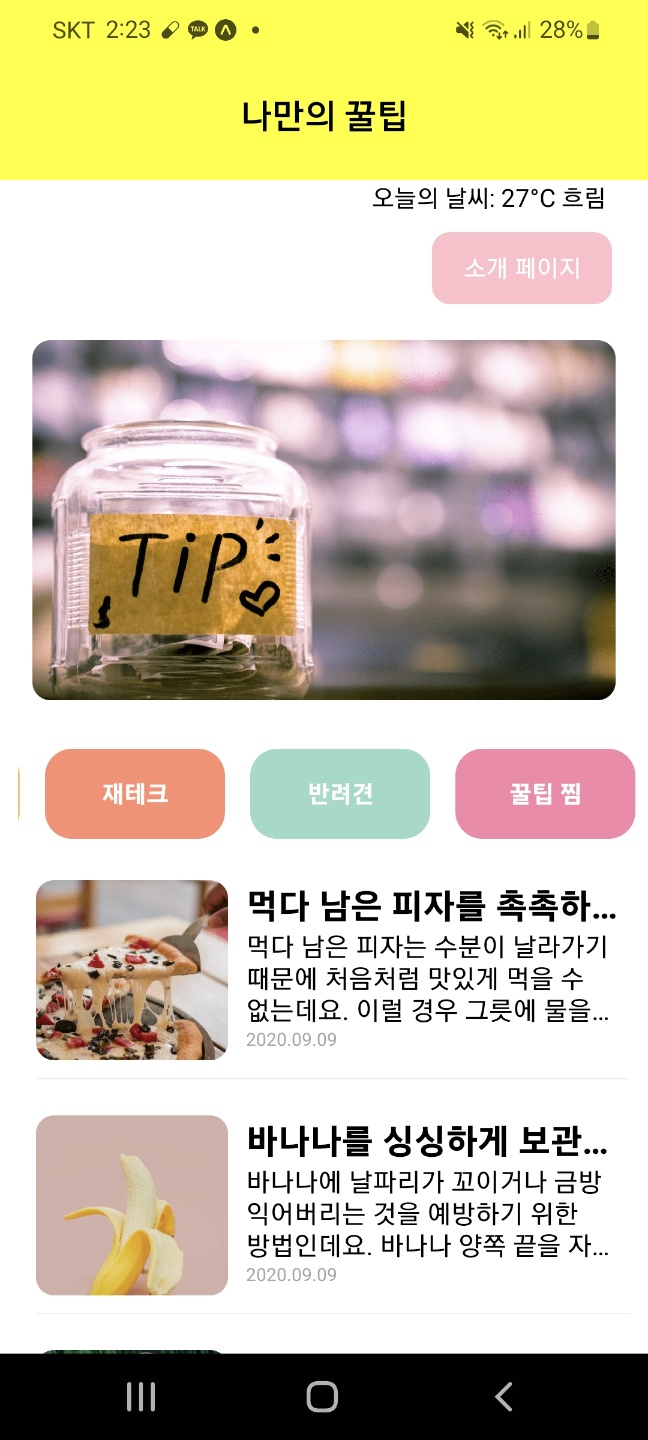 SKT 2:23 TALK 28%
나만의 꿀팁
오늘의 날씨: 27°C 흐림
소개 페이지
TiP
재테크
반려견
꿀팁 찜
먹다 남은 피자를 촉촉하...
먹다 남은 피자는 수분이 날라가기
때문에 처음처럼 맛있게 먹을 수
없는데요. 이럴 경우 그릇에 물을...
2020.09.09
바나나를 싱싱하게 보관...
바나나에 날파리가 꼬이거나 금방
익어버리는 것을 예방하기 위한
방법인데요. 바나나 양쪽 끝을 자...
2020.09.09